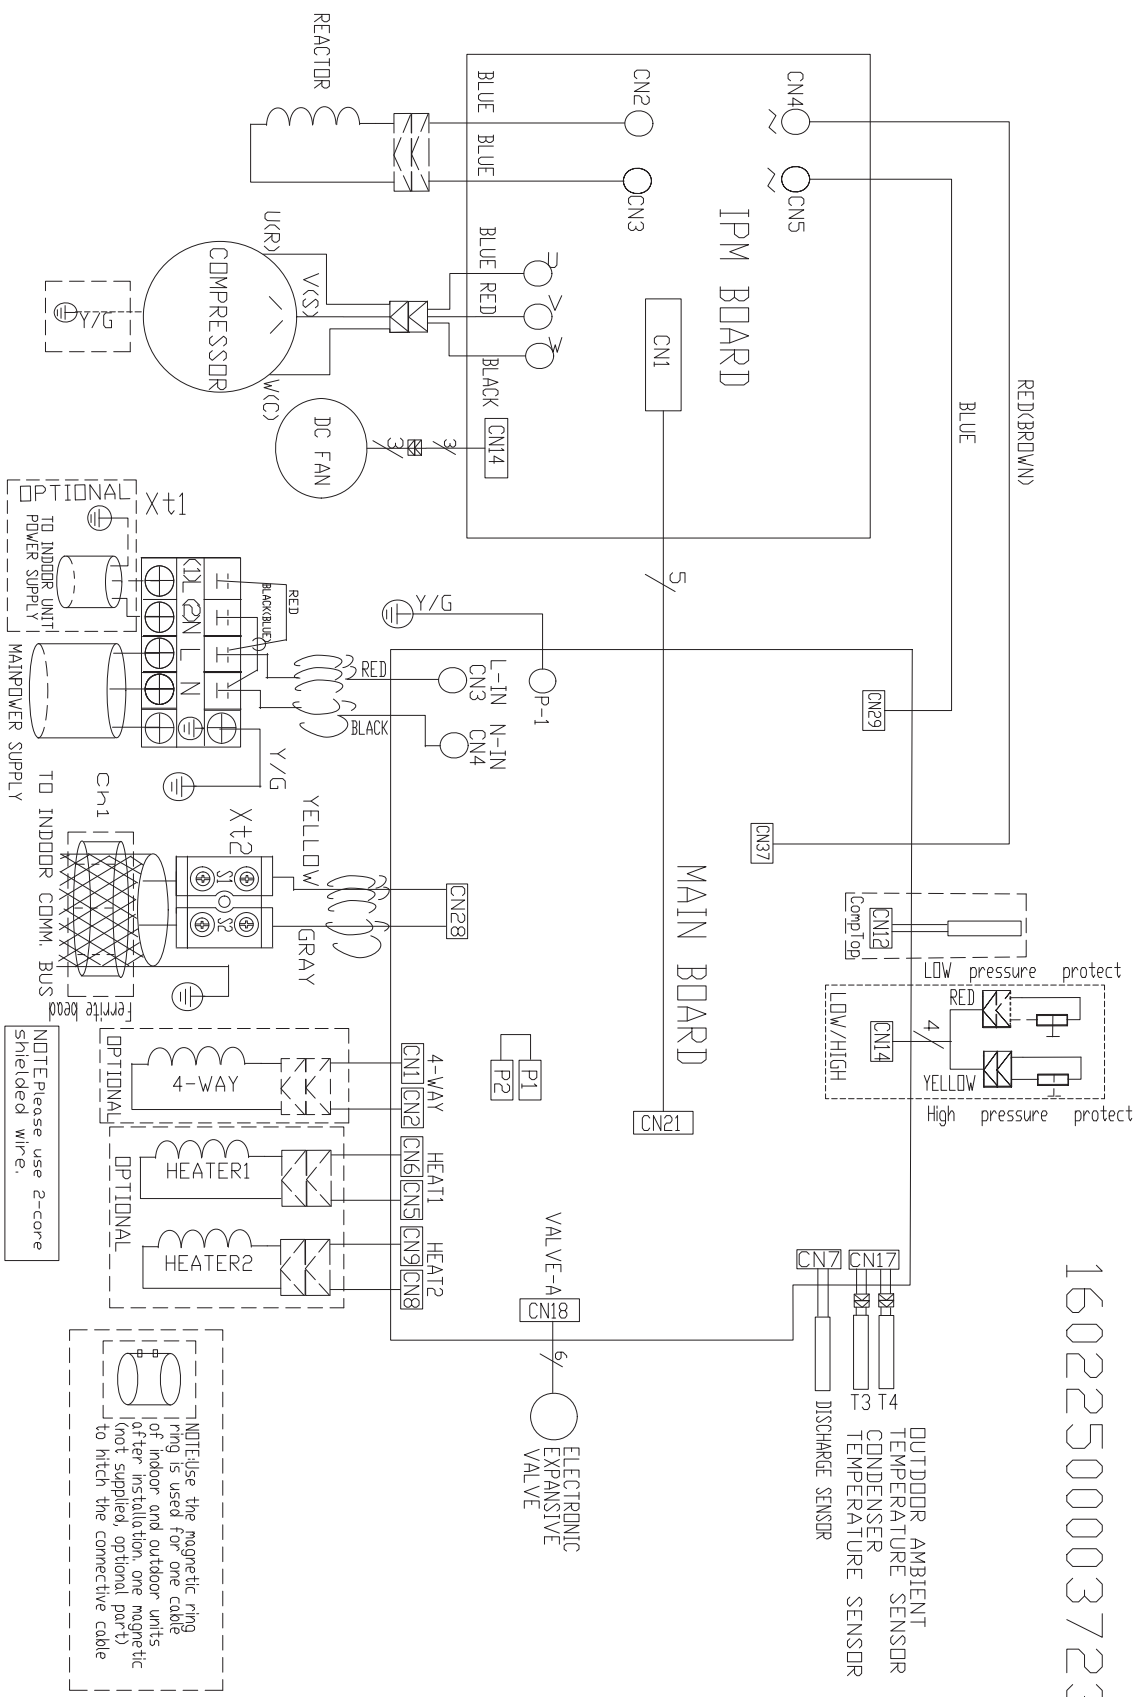 REACTOR
BLUE
BLUE
CN2
CN3
CN4
CN5
IPM BOARD
RED(BROWN)
BLUE
U(R)
V(S)
W(C)
COMPRESSOR
Y/G
BLUE
RED
BLACK
U
V
W
CN1
DC FAN
3
3
CN14
5
Xt1
OPTIONAL
TO INDOOR UNIT
POWER SUPPLY
(1)L
(2)N
L
N
RED
BLACK(BLUE)
MAINPOWER SUPPLY
Y/G
Y/G
P-1
RED
BLACK
L-IN
CN3
N-IN
CN4
CN29
CN37
MAIN BOARD
Ch1
TO INDOOR COMM. BUS
Ferrite bead
Xt2
S1
S2
YELLOW
GRAY
CN28
NOTE:Please use 2-core
shielded wire.
CompTop
CN12
LOW pressure protect
LOW/HIGH
CN14
4
RED
YELLOW
High pressure protect
P1
P2
CN21
OPTIONAL
4-WAY
4-WAY
CN1
CN2
OPTIONAL
HEATER1
HEAT1
CN6
CN5
HEATER2
HEAT2
CN9
CN8
VALVE-A
CN18
6
ELECTRONIC
EXPANSIVE
VALVE
CN7
CN17
T3
T4
DISCHARGE SENSOR
OUTDOOR AMBIENT
TEMPERATURE SENSOR
CONDENSER
TEMPERATURE SENSOR
NOTE:Use the magnetic ring
ring is used for one cable
of indoor and outdoor units
after installation. one magnetic
(not supplied, optional part)
to hitch the connective cable